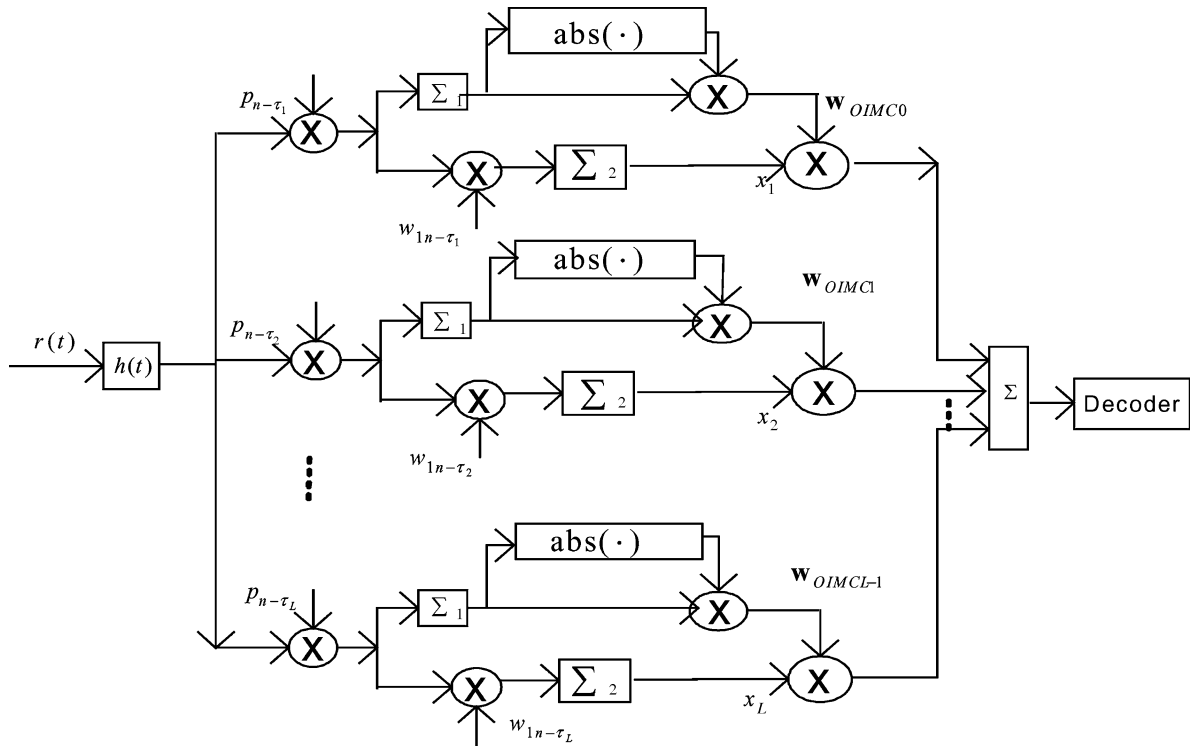 abs(·)
p_{n-τ_1}
Σ_1
X
w_{OIMC0}
X
X
Σ_2
x_1
X
w_{1n-τ_1}
abs(·)
w_{OIMC1}
p_{n-τ_2}
Σ_1
X
r(t)
h(t)
X
X
Σ_2
x_2
X
Σ
Decoder
w_{1n-τ_2}
abs(·)
w_{OIMCL-1}
p_{n-τ_L}
Σ_1
X
X
X
Σ_2
x_L
X
w_{1n-τ_L}